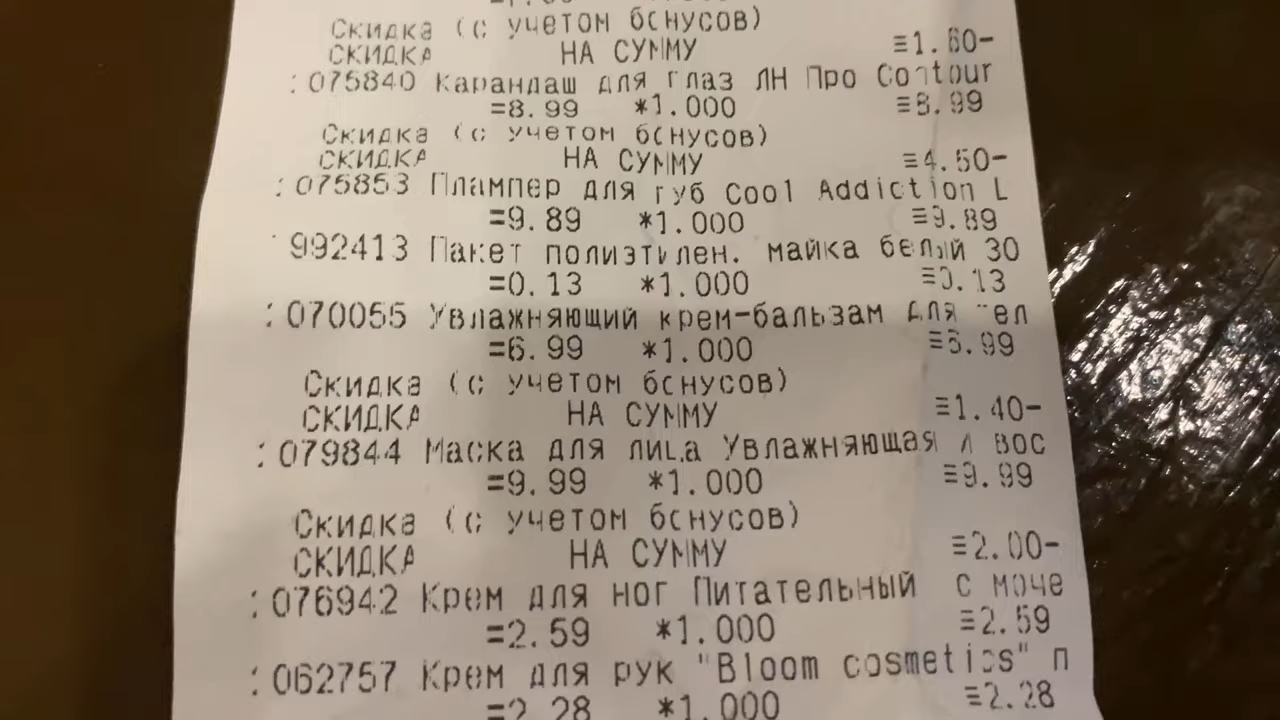 Скидка (с учетом бонусов)
СКИДКА НА СУММУ ≡1.60-
:075840 Карандаш для глаз ЛН Про Contour
=8.99 *1.000 ≡8.99
Скидка (с учетом бонусов)
СКИДКА НА СУММУ ≡4.50-
:075853 Плампер для губ Cool Addiction L
=9.89 *1.000 ≡9.89
992413 Пакет полиэтилен. майка белый 30
=0.13 *1.000 ≡0.13
:070055 Увлажняющий крем-бальзам для тел
=6.99 *1.000 ≡6.99
Скидка (с учетом бонусов)
СКИДКА НА СУММУ ≡1.40-
:079844 Маска для лица Увлажняющая и вос
=9.99 *1.000 ≡9.99
Скидка (с учетом бонусов)
СКИДКА НА СУММУ ≡2.00-
:076942 Крем для ног Питательный с моче
=2.59 *1.000 ≡2.59
:062757 Крем для рук "Bloom cosmetics" п
=2.28 *1.000 ≡2.28